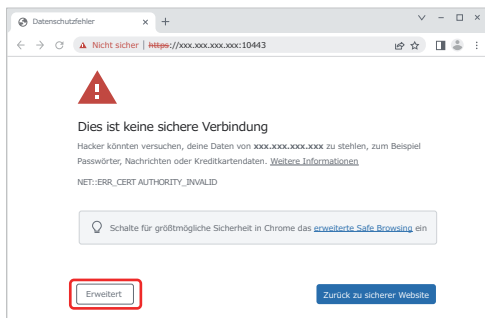 Datenschutzfehler
Nicht sicher | https://xxx.xxx.xxx.xxx:10443
Dies ist keine sichere Verbindung
Hacker könnten versuchen, deine Daten von xxx.xxx.xxx.xxx zu stehlen, zum Beispiel
Passwörter, Nachrichten oder Kreditkartendaten. Weitere Informationen
NET::ERR_CERT AUTHORITY_INVALID
Schalte für größtmögliche Sicherheit in Chrome das erweiterte Safe Browsing ein
Erweitert
Zurück zu sicherer Website